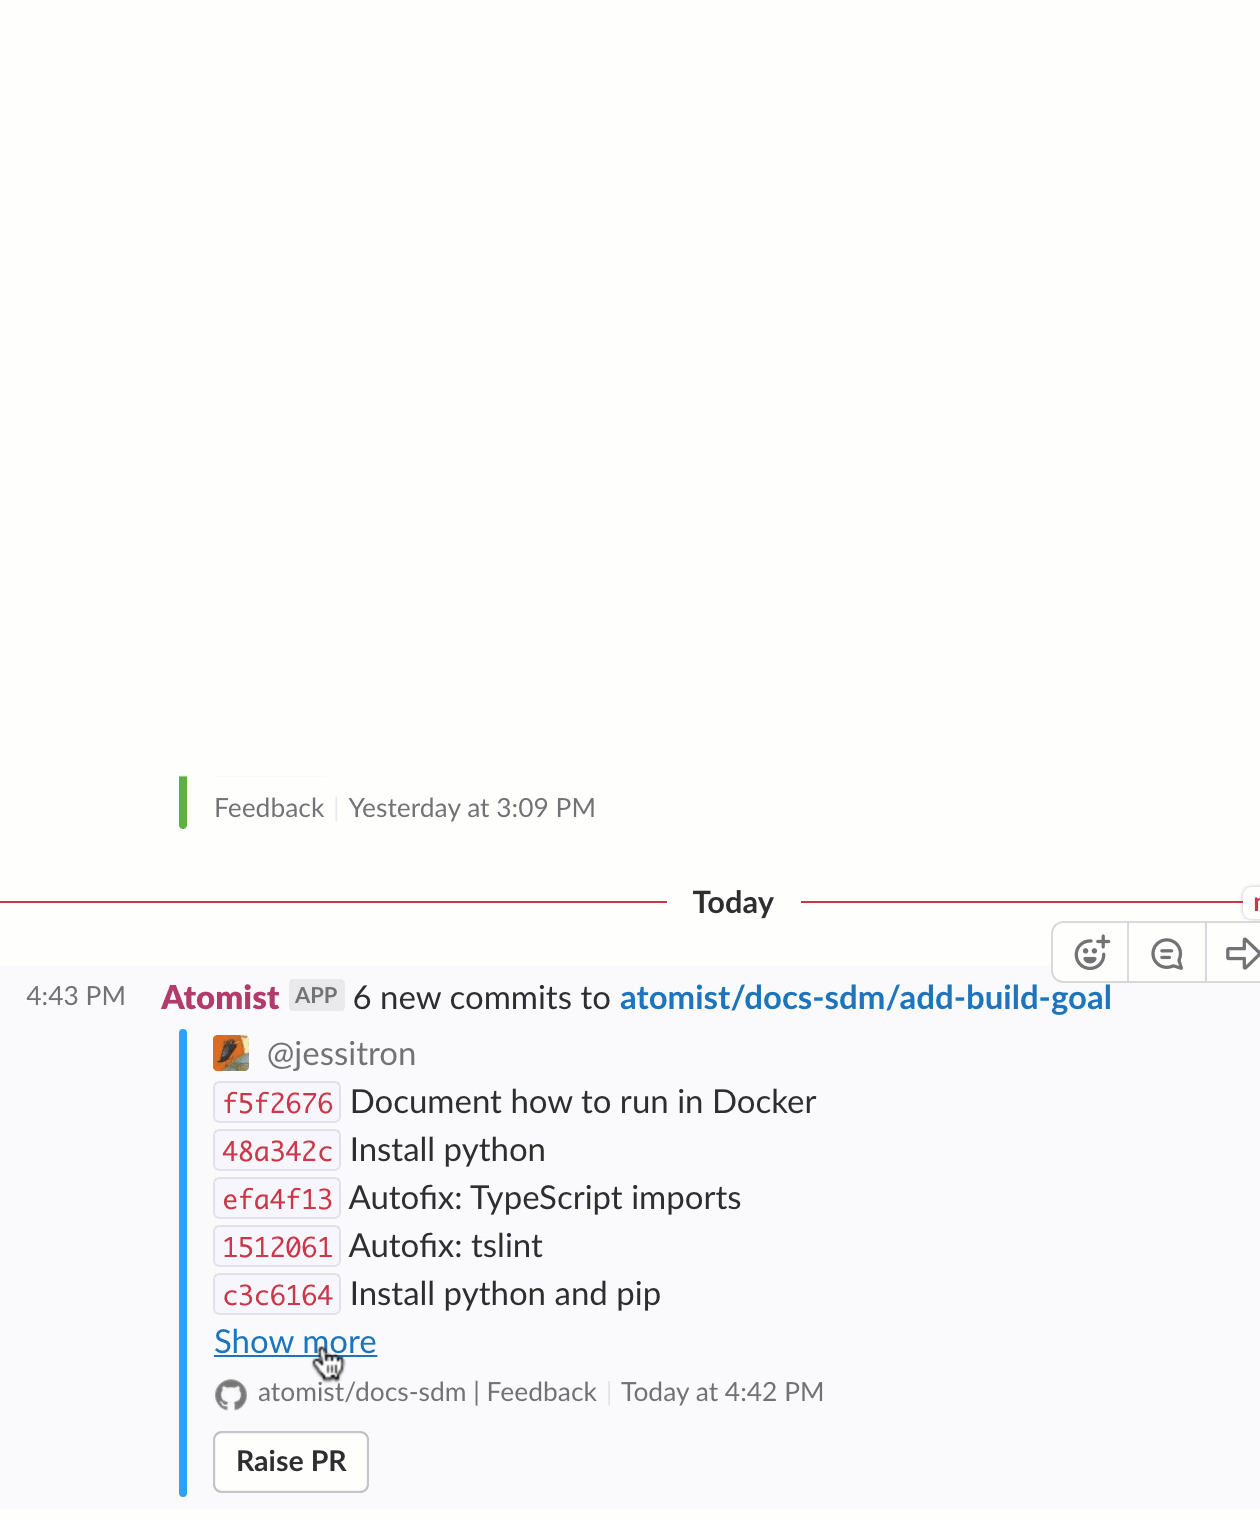 Feedback | Yesterday at 3:09 PM
Today
4:43 PM Atomist APP 6 new commits to atomist/docs-sdm/add-build-goal
@jessitron
f5f2676 Document how to run in Docker
48a342c Install python
efa4f13 Autofix: TypeScript imports
1512061 Autofix: tslint
c3c6164 Install python and pip
Show more
atomist/docs-sdm | Feedback | Today at 4:42 PM
Raise PR